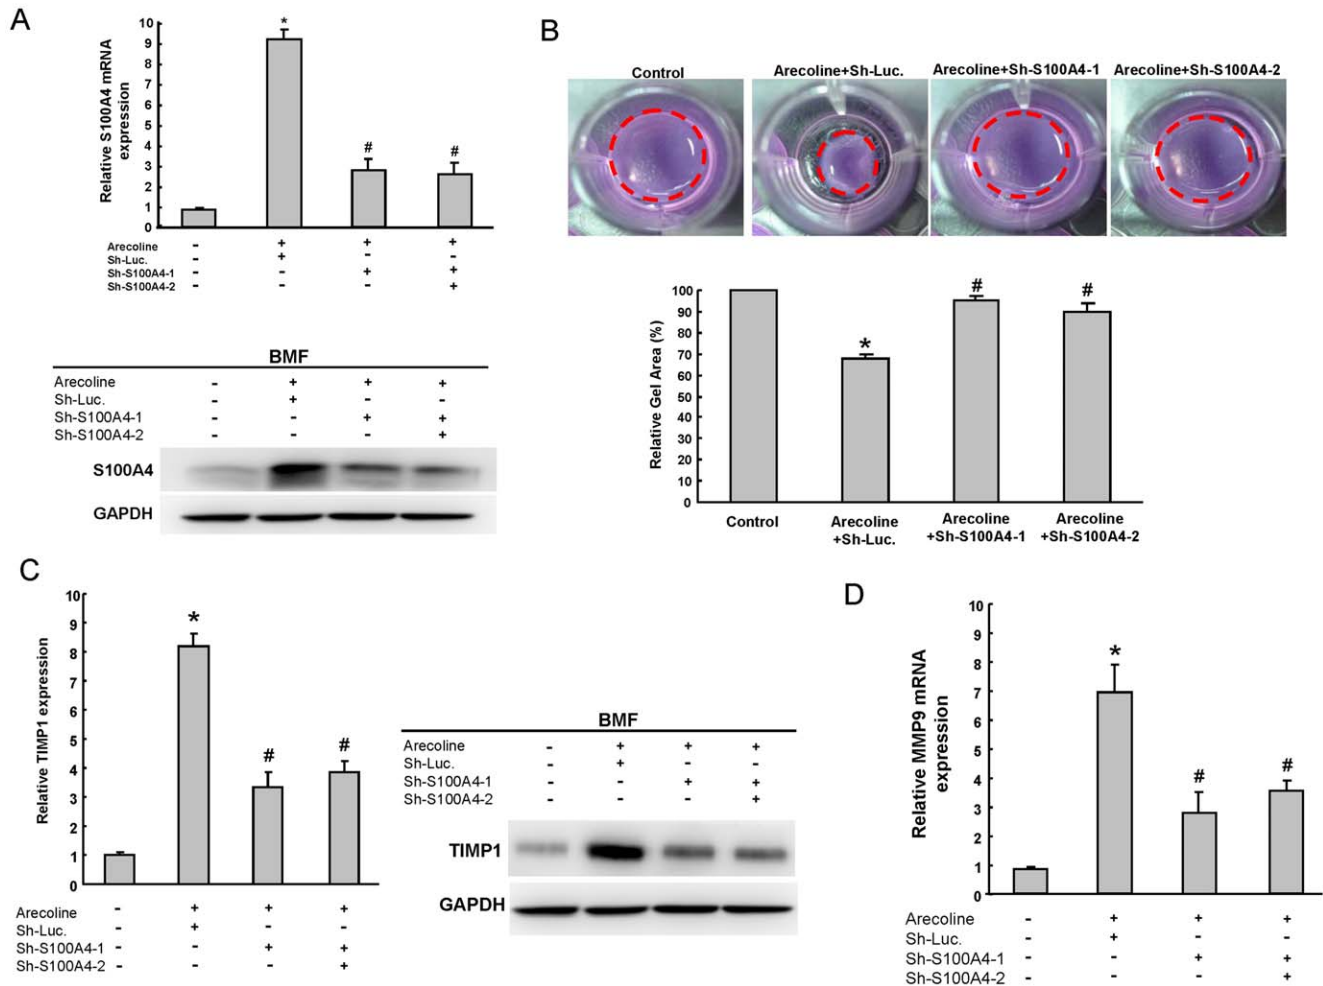 A
Relative S100A4 mRNA
expression
10
9
8
7
6
5
4
3
2
1
0
*
#
#
Arecoline - + + +
Sh-Luc. - + - -
Sh-S100A4-1 - - + +
Sh-S100A4-2 - - - +
BMF
Arecoline - + + +
Sh-Luc. - + - -
Sh-S100A4-1 - - + +
Sh-S100A4-2 - - - +
S100A4
GAPDH
B
Control Arecoline+Sh-Luc. Arecoline+Sh-S100A4-1 Arecoline+Sh-S100A4-2
Relative Gel Area (%)
100
90
80
70
60
50
40
30
20
10
0
*
#
#
Control Arecoline Arecoline Arecoline
+Sh-Luc. +Sh-S100A4-1 +Sh-S100A4-2
C
Relative TIMP1 expression
10
9
8
7
6
5
4
3
2
1
0
*
#
#
Arecoline - + + +
Sh-Luc. - + - -
Sh-S100A4-1 - - + +
Sh-S100A4-2 - - - +
BMF
Arecoline - + + +
Sh-Luc. - + - -
Sh-S100A4-1 - - + +
Sh-S100A4-2 - - - +
TIMP1
GAPDH
D
Relative MMP9 mRNA
expression
10
9
8
7
6
5
4
3
2
1
0
*
#
#
Arecoline - + + +
Sh-Luc. - + - -
Sh-S100A4-1 - - + +
Sh-S100A4-2 - - - +